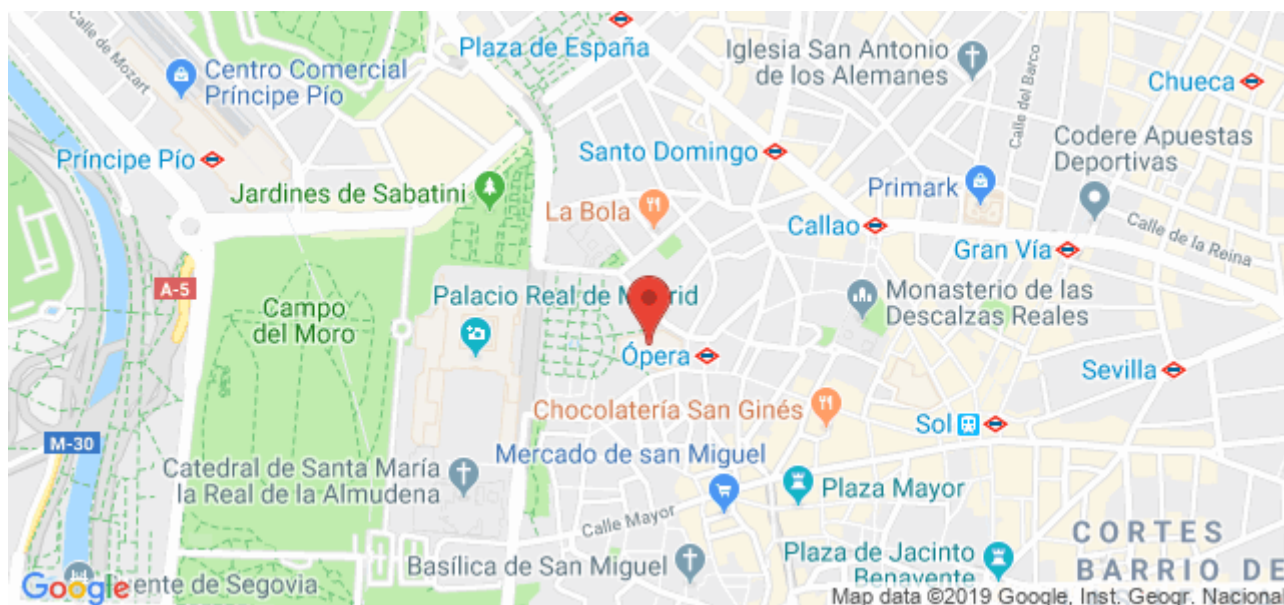 Calle de Mozart
Plaza de España
Iglesia San Antonio
de los Alemanes
Centro Comercial
Príncipe Pío
Chueca
Calle del Barco
Codere Apuestas
Deportivas
Príncipe Pío
Santo Domingo
Jardines de Sabatini
Primark
La Bola
Callao
Calle de la Reina
Gran Vía
A-5
Campo
del Moro
Palacio Real de
Monasterio de las
Descalzas Reales
Ópera
Sevilla
Chocolatería San Ginés
Sol
M-30
Mercado de san Miguel
Catedral de Santa María
la Real de la Almudena
Plaza Mayor
Calle Mayor
CORTES
BARRIO DE
Basílica de San Miguel
Plaza de Jacinto
Benavente
Google
de Segovia
Map data ©2019 Google, Inst. Geogr. Naciona